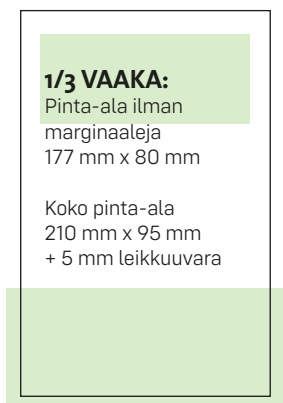 1/3 VAAKA:
Pinta-ala ilman
marginaaleja
177 mm x 80 mm
Koko pinta-ala
210 mm x 95 mm
+ 5 mm leikkuuvara